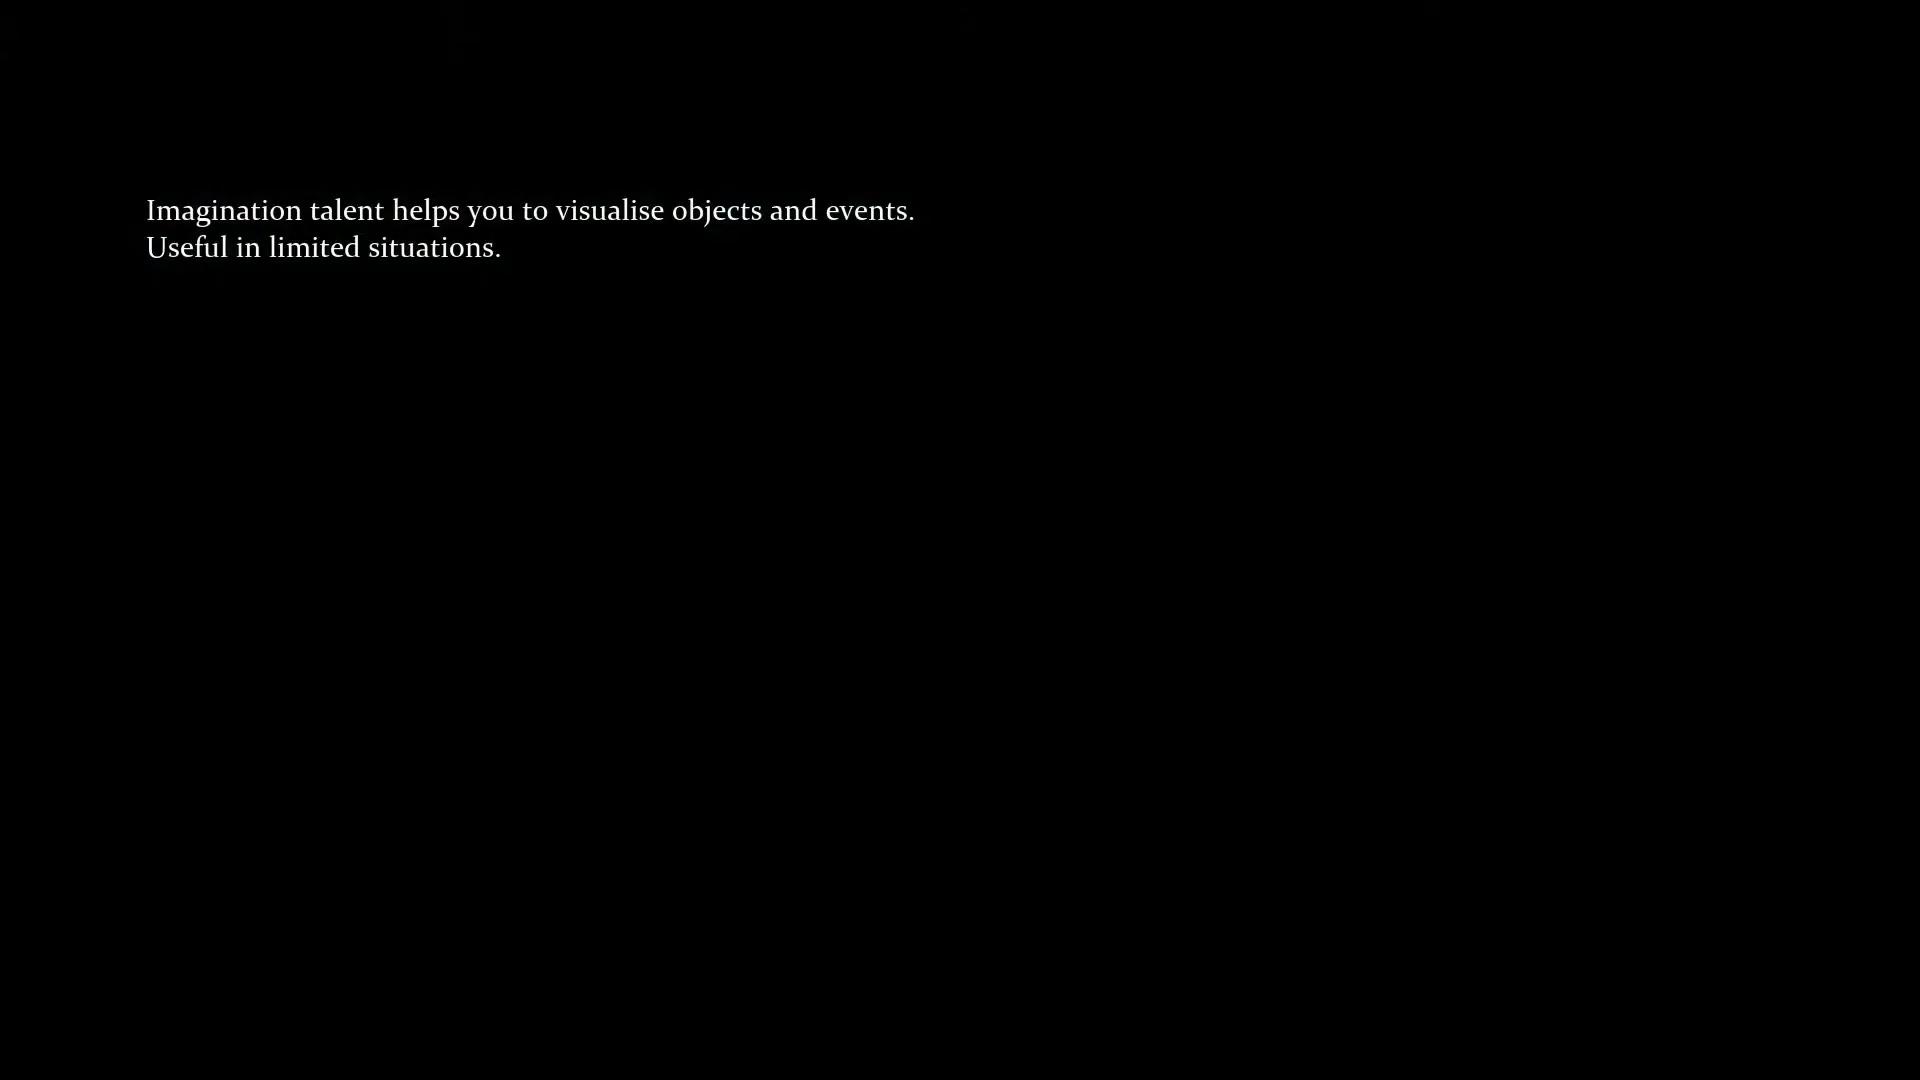 Imagination talent helps you to visualise objects and events.
Useful in limited situations.